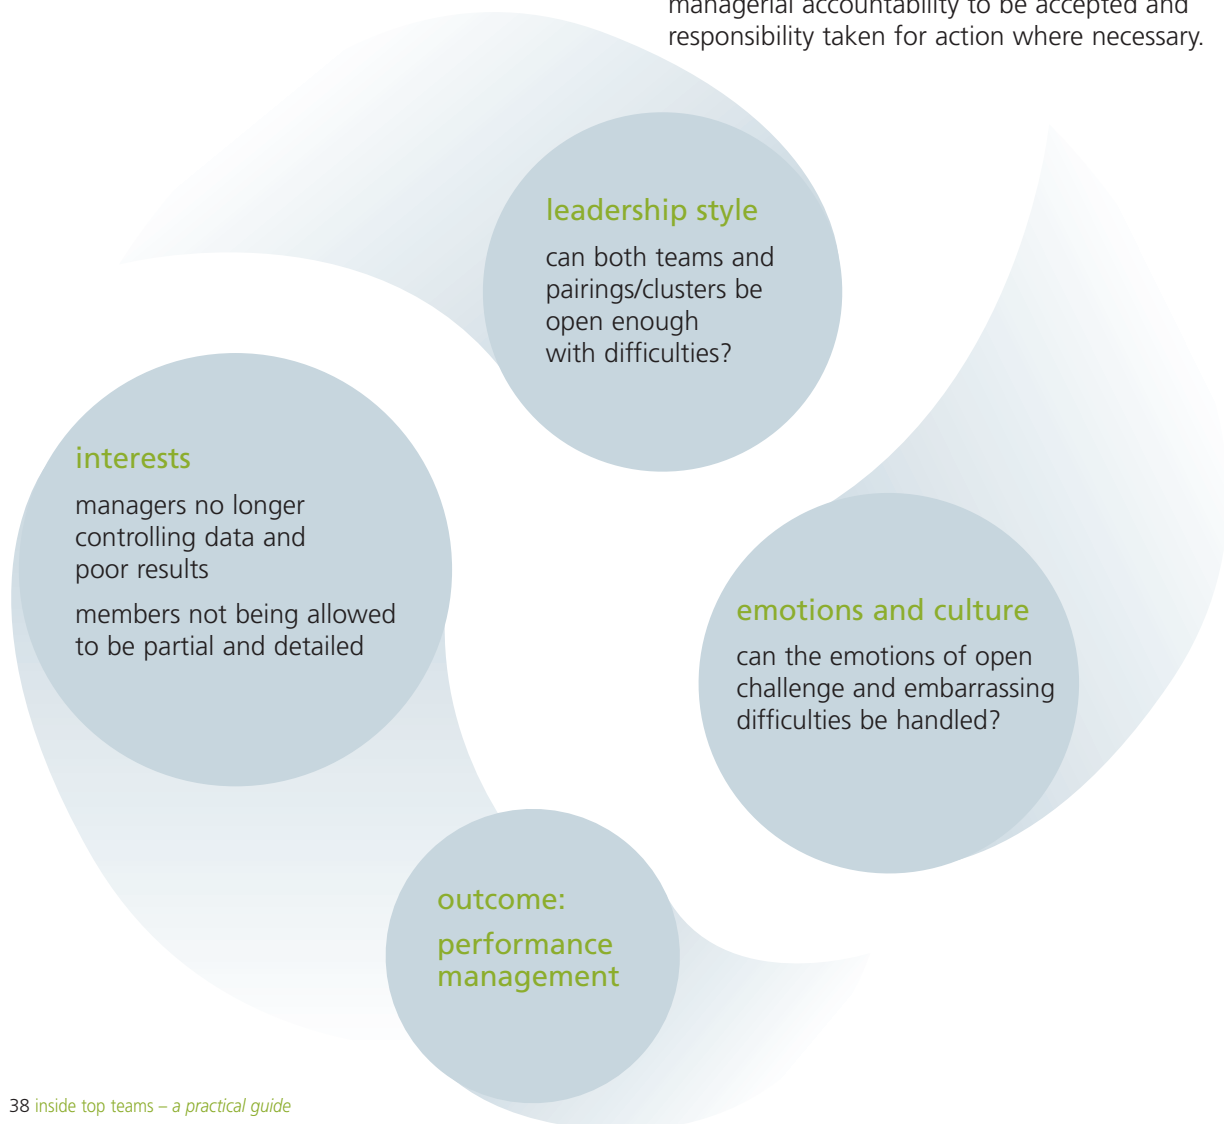 managerial accountability to be accepted and
responsibility taken for action where necessary.
leadership style
can both teams and
pairings/clusters be
open enough
with difficulties?
interests
managers no longer
controlling data and
poor results
members not being allowed
to be partial and detailed
emotions and culture
can the emotions of open
challenge and embarrassing
difficulties be handled?
outcome:
performance
management
38 inside top teams – a practical guide